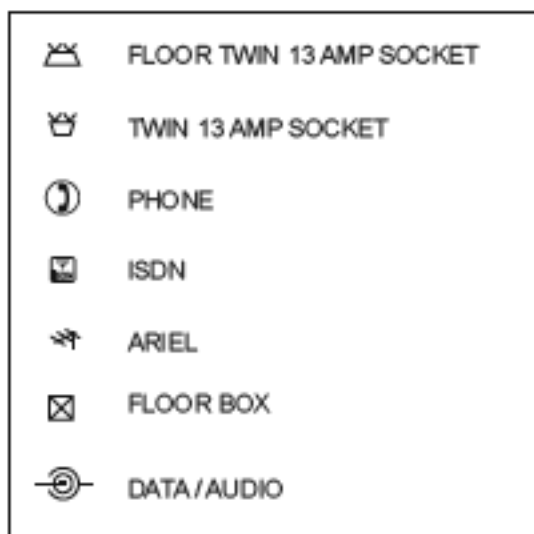 FLOOR TWIN 13 AMP SOCKET
TWIN 13 AMP SOCKET
PHONE
ISDN
ARIEL
FLOOR BOX
DATA / AUDIO